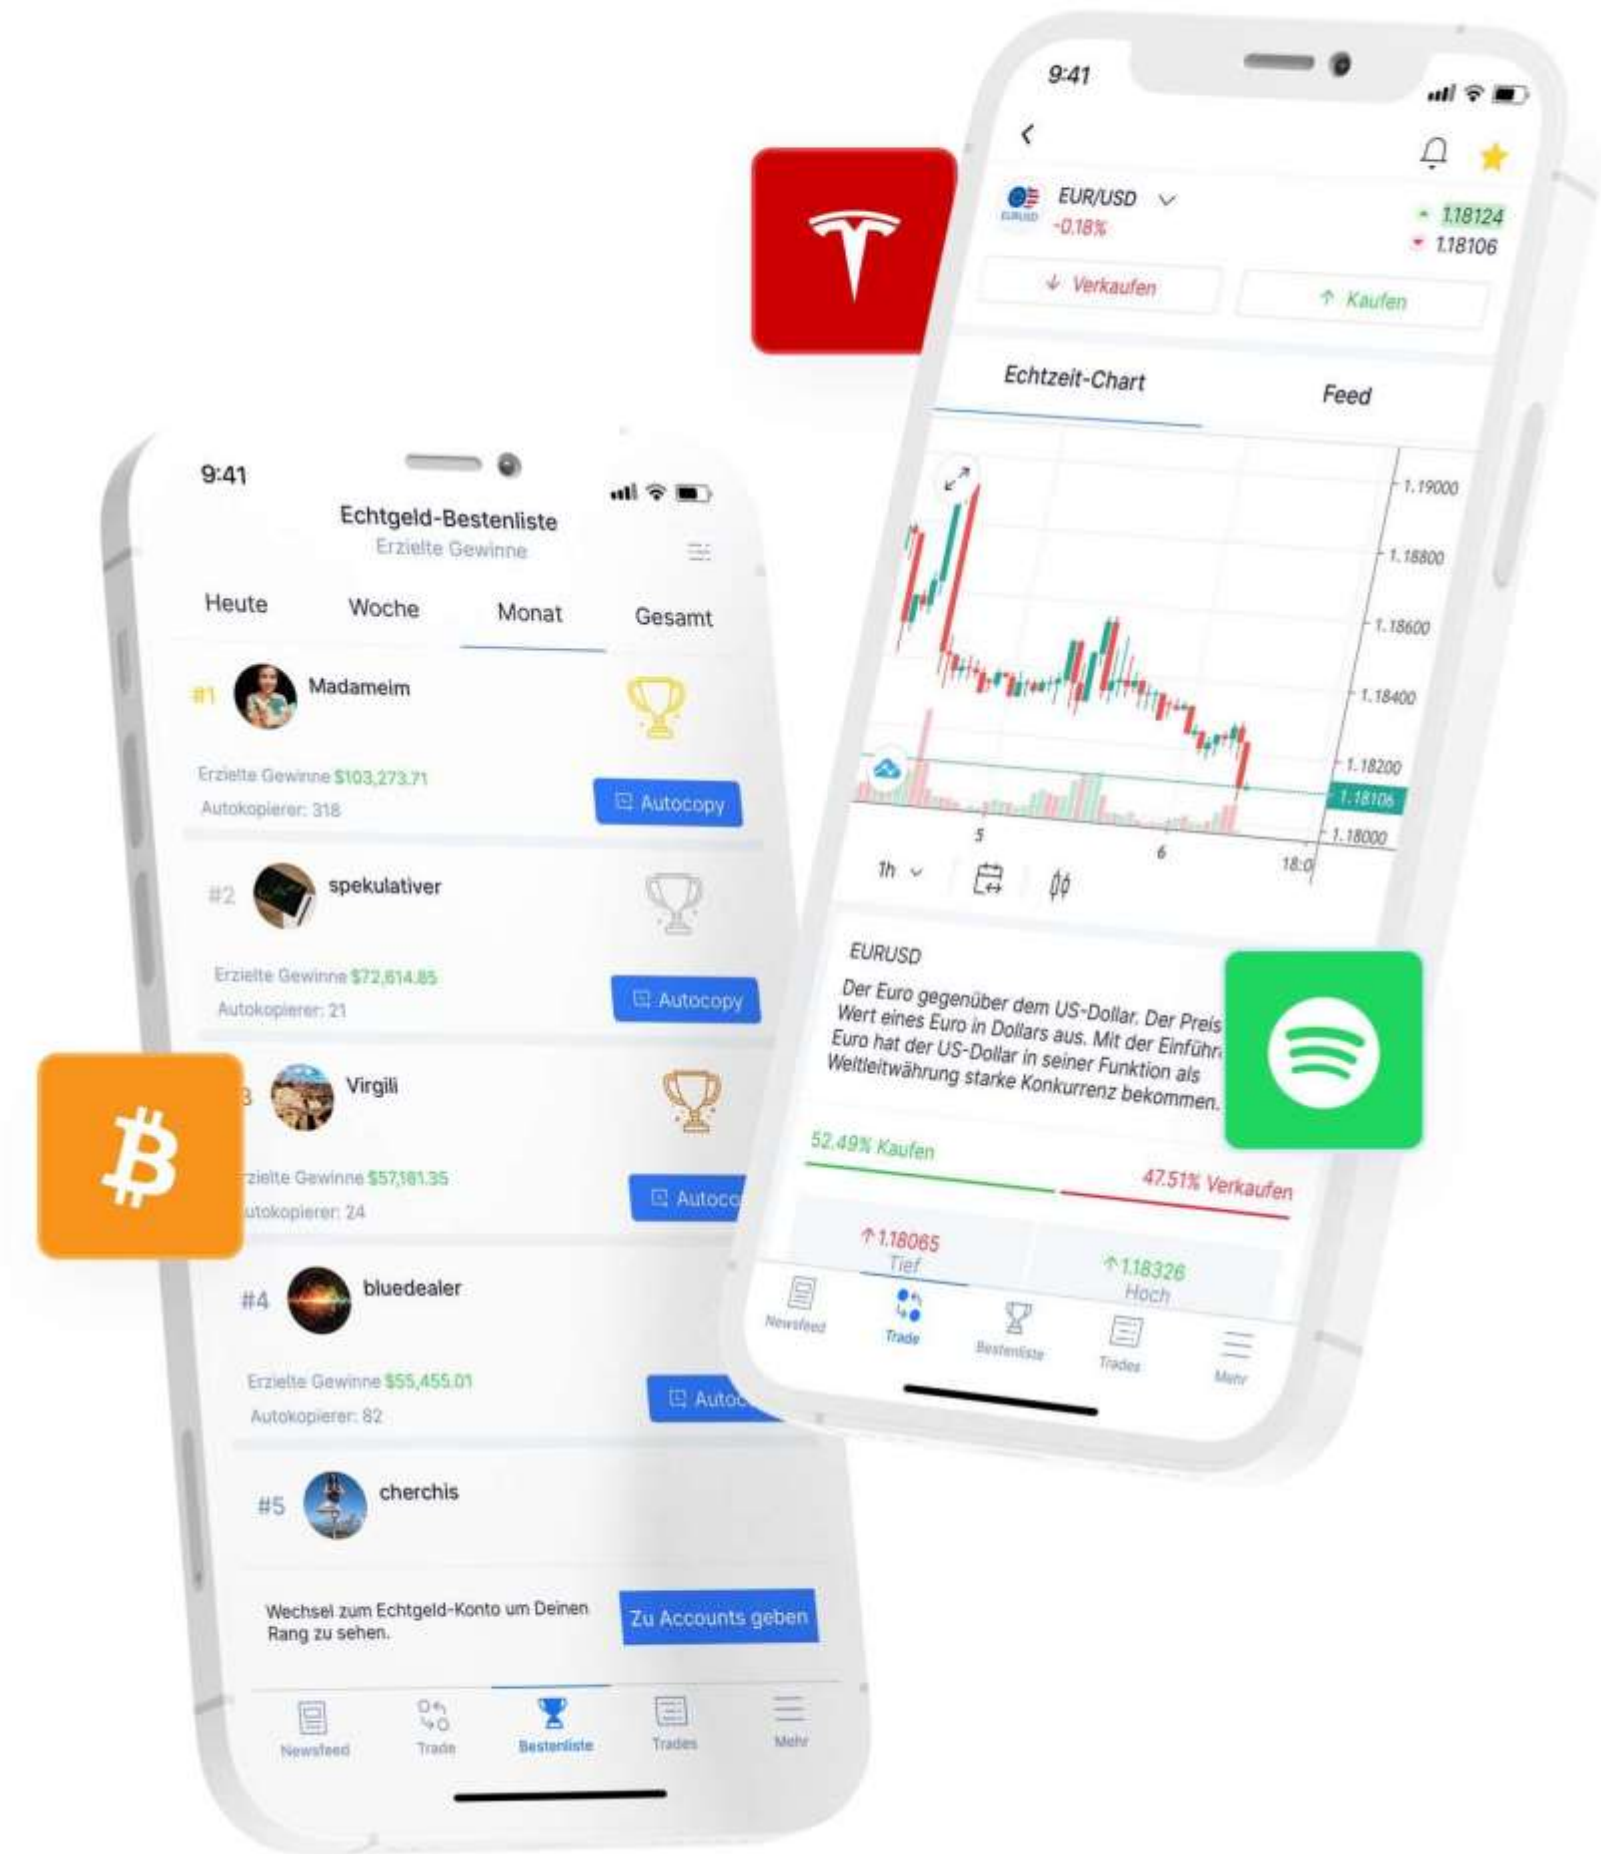 9:41
Echtgeld-Bestenliste
Erzielte Gewinne
Heute Woche Monat Gesamt
#1 Madameim
Erzielte Gewinne $103,273.71
Autokopierer: 318
Autocopy
#2 spekulativer
Erzielte Gewinne $72,614.85
Autokopierer: 21
Autocopy
3 Virgili
zielte Gewinne $57,181.35
utokopierer: 24
Autoco
#4 bluedealer
Erzielte Gewinne $55,455.01
Autokopierer: 82
Autoc
#5 cherchis
Wechsel zum Echtgeld-Konto um Deinen
Rang zu sehen.
Zu Accounts geben
Newsfeed Trade Bestenliste Trades Mehr
9:41
EUR/USD
EURUSD
-0.18%
1.18124
1.18106
Verkaufen Kaufen
Echtzeit-Chart Feed
1.19000
1.18800
1.18600
1.18400
1.18200
1.18106
1.18000
5 6 18:0
1h
EURUSD
Der Euro gegenüber dem US-Dollar. Der Preis
Wert eines Euro in Dollars aus. Mit der Einführ
Euro hat der US-Dollar in seiner Funktion als
Weltleitwährung starke Konkurrenz bekommen.
52.49% Kaufen
47.51% Verkaufen
1.18065
Tief
1.18326
Hoch
Newsfeed Trade Bestenliste Trades Mehr